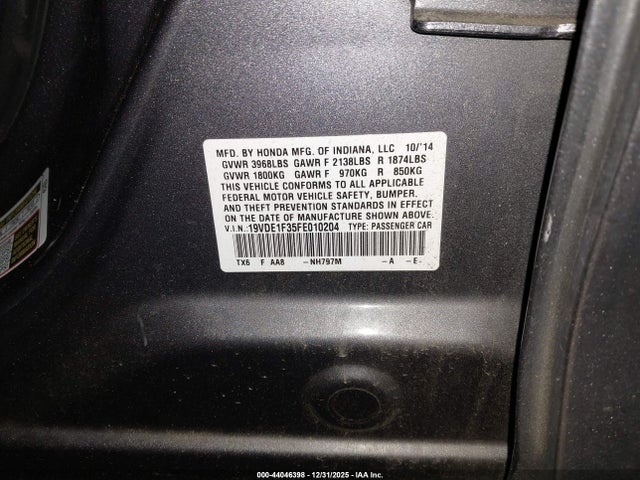 MFD. BY HONDA MFG. OF INDIANA, LLC 10/'14
GVWR 3968LBS GAWR F 2138LBS R 1874LBS
GVWR 1800KG GAWR F 970KG R 850KG
THIS VEHICLE CONFORMS TO ALL APPLICABLE
FEDERAL MOTOR VEHICLE SAFETY, BUMPER,
AND THEFT PREVENTION STANDARDS IN EFFECT
ON THE DATE OF MANUFACTURE SHOWN ABOVE.
V.I.N.:19VDE1F35FE010204 TYPE: PASSENGER CAR
TX6 F AA8 -NH797M -A -E-
000-44046398 - 12/31/2025 - IAA Inc.